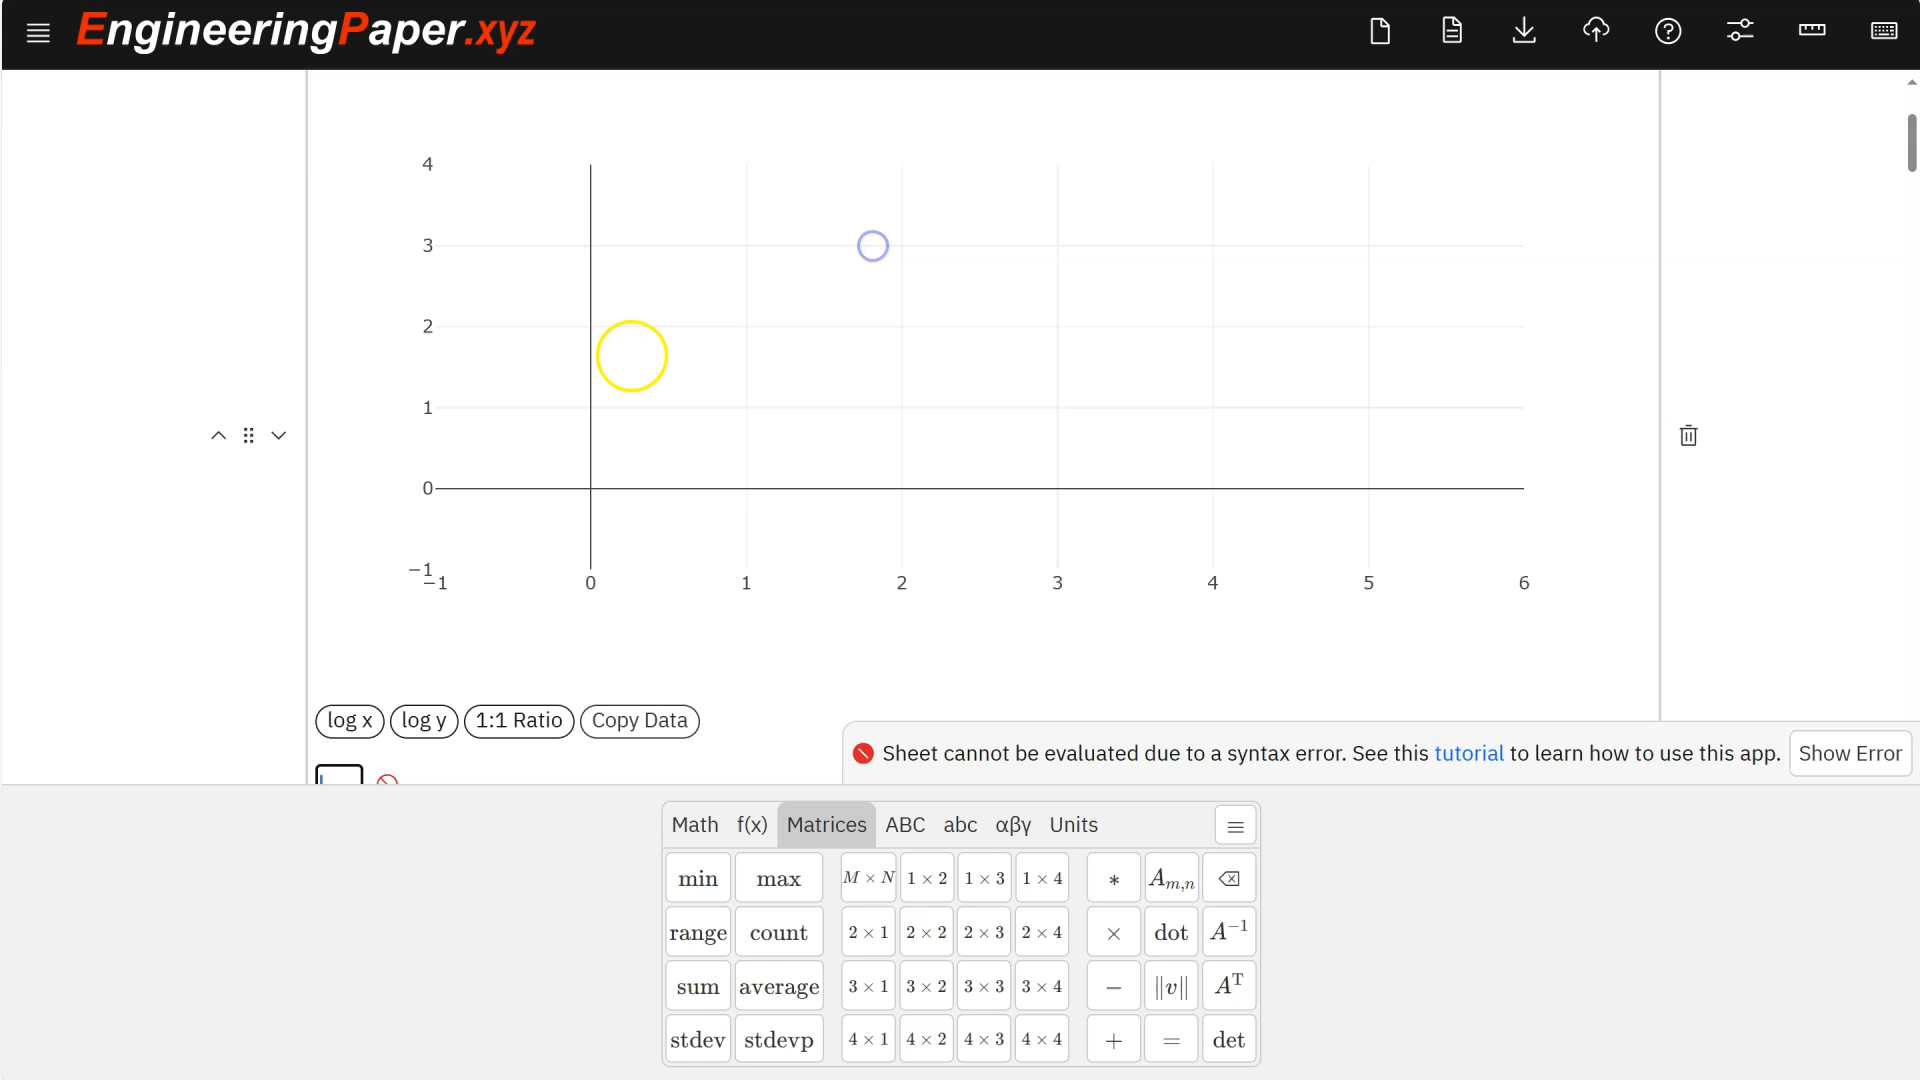 EngineeringPaper.xyz
4
3
2
1
0
−1
−1 0 1 2 3 4 5 6
log x log y 1:1 Ratio Copy Data
Sheet cannot be evaluated due to a syntax error. See this tutorial to learn how to use this app. Show Error
Math f(x) Matrices ABC abc αβγ Units
min max M × N 1 × 2 1 × 3 1 × 4 * Am,n
range count 2 × 1 2 × 2 2 × 3 2 × 4 × dot A⁻¹
sum average 3 × 1 3 × 2 3 × 3 3 × 4 − ||v|| Aᵀ
stdev stdevp 4 × 1 4 × 2 4 × 3 4 × 4 + = det